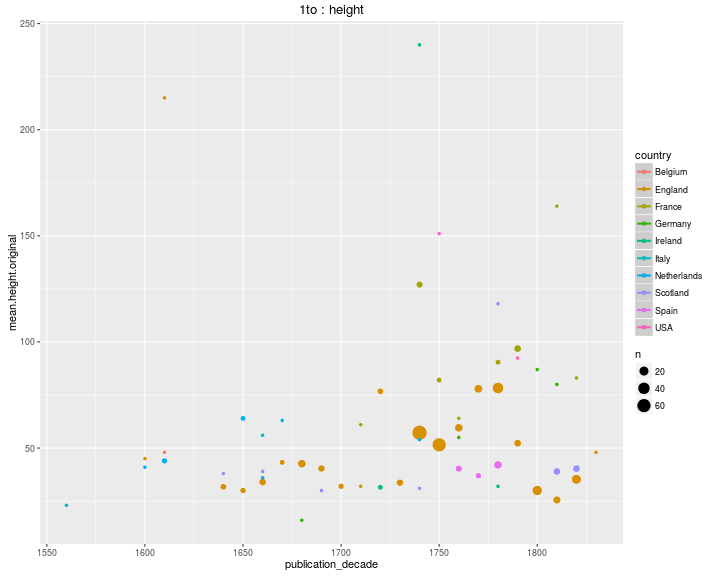 1to : height
250
200
150
100
50
mean.height.original
1550
1600
1650
1700
1750
1800
publication_decade
country
Belgium
England
France
Germany
Ireland
Italy
Netherlands
Scotland
Spain
USA
n
20
40
60